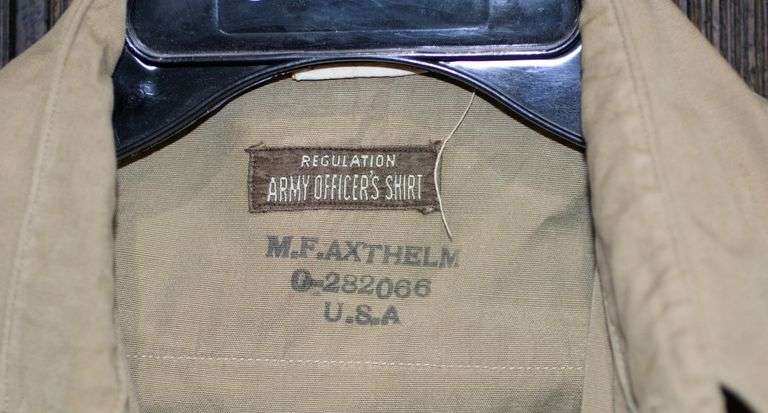 REGULATION
ARMY OFFICER'S SHIRT
M.F.AXTHELM
O-282066
U.S.A